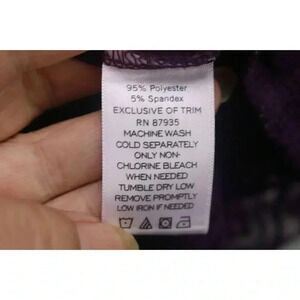 95% Polyester
5% Spandex
EXCLUSIVE OF TRIM
RN 87935
MACHINE WASH
COLD SEPARATELY
ONLY NON-
CHLORINE BLEACH
WHEN NEEDED
TUMBLE DRY LOW
REMOVE PROMPTLY
LOW IRON IF NEEDED